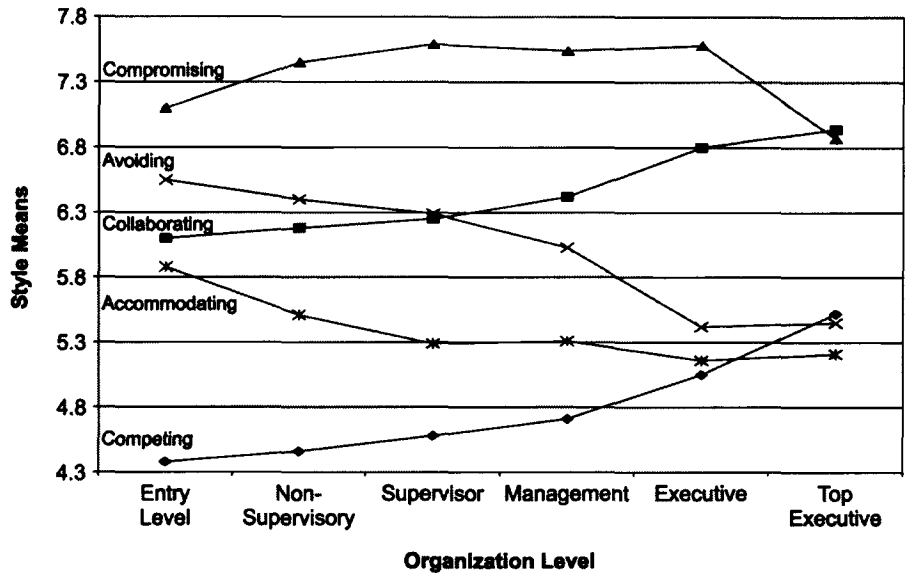 7.8
7.3
6.8
6.3
5.8
5.3
4.8
4.3
Style Means
Compromising
Avoiding
Collaborating
Accommodating
Competing
Entry
Level
Non-
Supervisory
Supervisor
Management
Executive
Top
Executive
Organization Level